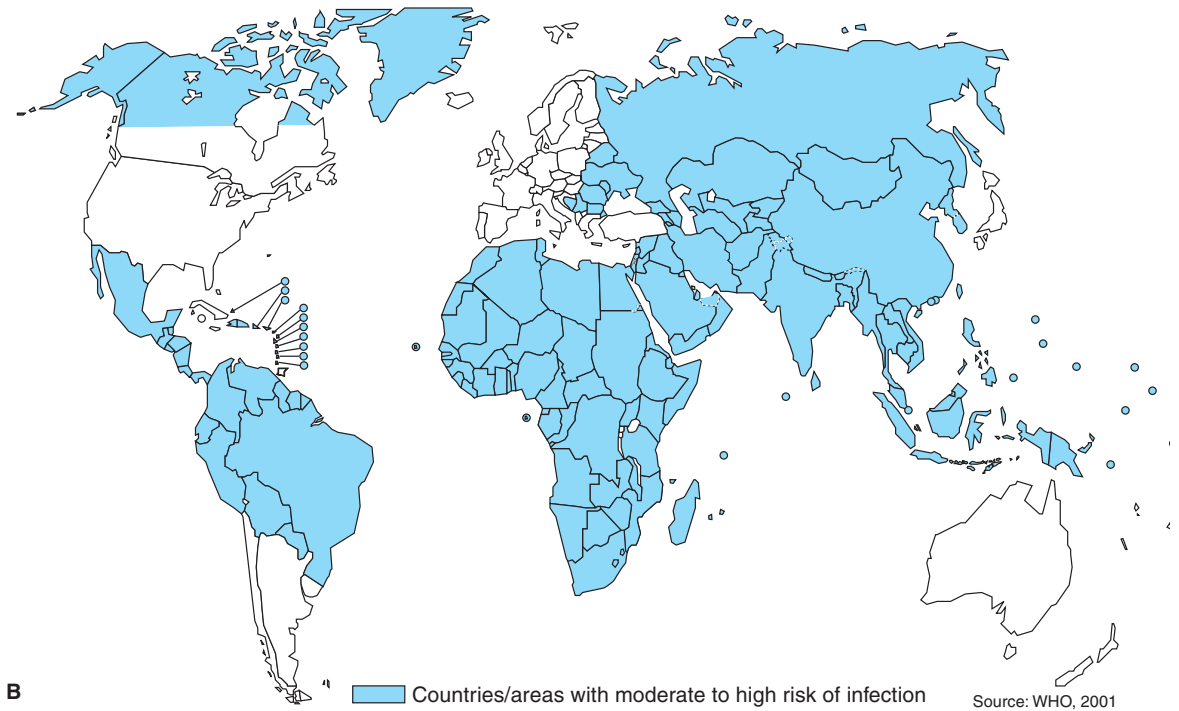 B
Countries/areas with moderate to high risk of infection
Source: WHO, 2001